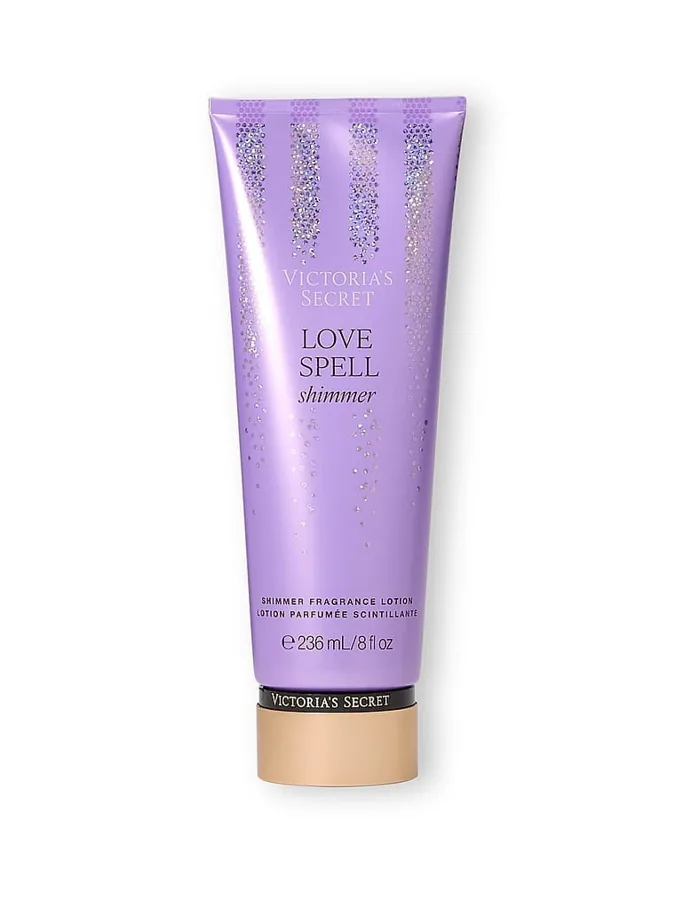 VICTORIA'S
SECRET
LOVE
SPELL
shimmer
SHIMMER FRAGRANCE LOTION
LOTION PARFUMÉE SCINTILLANTE
℮ 236 mL/8 fl oz
VICTORIA'S SECRET